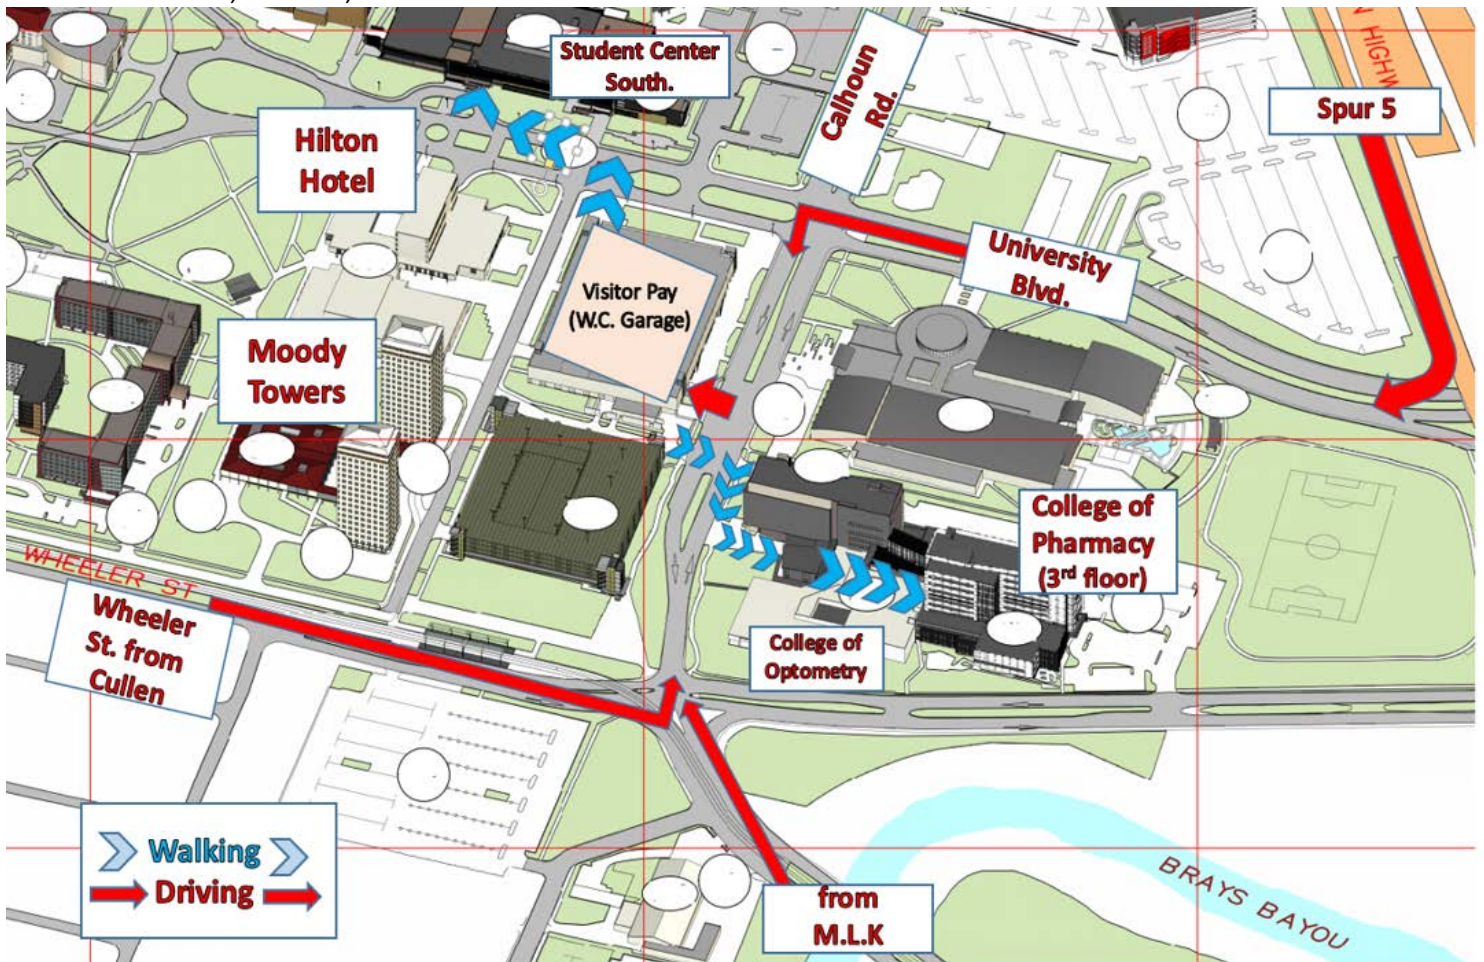 Student Center
South.
Calhoun
Rd.
N HIGHW
Spur 5
Hilton
Hotel
University
Blvd.
Visitor Pay
(W.C. Garage)
Moody
Towers
College of
Pharmacy
(3rd floor)
WHEELER ST
Wheeler
St. from
Cullen
College of
Optometry
Walking
Driving
from
M.L.K
BRAYS BAYOU